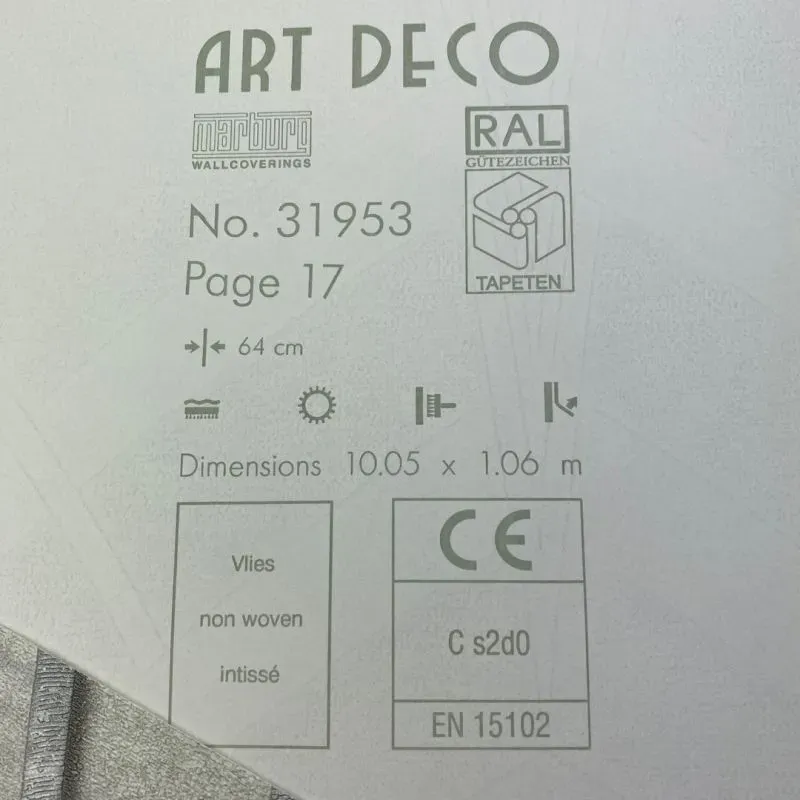 ART DECO
marburg
WALLCOVERINGS
RAL
GÜTEZEICHEN
TAPETEN
No. 31953
Page 17
64 cm
Dimensions 10.05 x 1.06 m
Vlies
non woven
intissé
CE
C s2d0
EN 15102